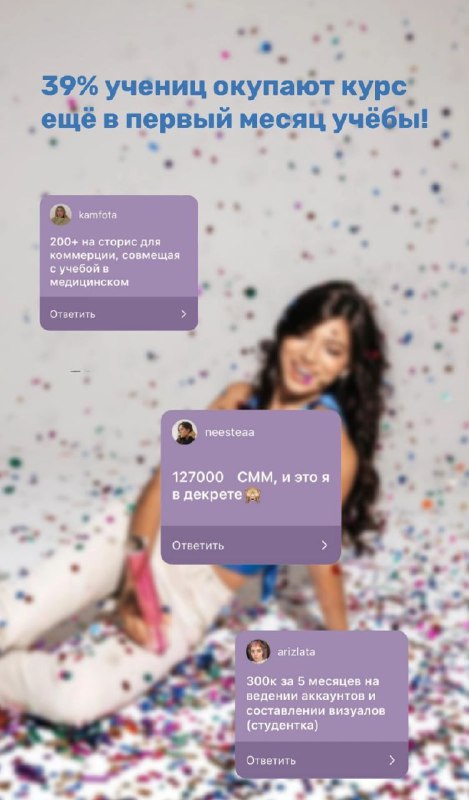 39% учениц окупают курс
ещё в первый месяц учёбы!
kamfota
200+ на сторис для
коммерции, совмещая
с учебой в
медицинском
Ответить
neesteaa
127000 СММ, и это я
в декрете🙈
Ответить
arizlata
300к за 5 месяцев на
ведении аккаунтов и
составлении визуалов
(студентка)
Ответить